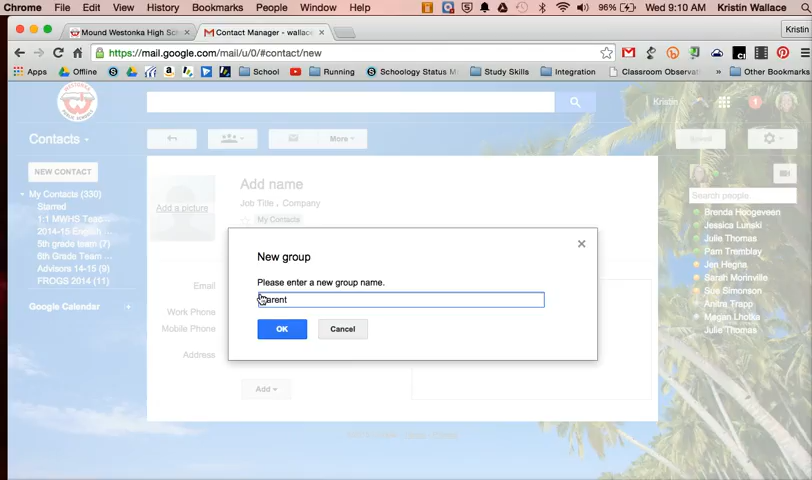 Chrome File Edit View History Bookmarks People Window Help 96% Wed 9:10 AM Kristin Wallace
Mound Westonka High Sch × Contact Manager - wallace × Kristin
https://mail.google.com/mail/u/0/#contact/new
Apps Offline School Running Schoology Status M Study Skills Integration Classroom Observat » Other Bookmarks
Kristin 1
Contacts More
NEW CONTACT
My Contacts (330)
Starred
1:1 MWHS Teac...
2014-15 English ...
5th grade team (7)
6th Grade Team ...
Advisors 14-15 (9)
FROGS 2014 (11)
Google Calendar +
Add a picture
Add name
Job Title , Company
My Contacts
Email
Work Phone
Mobile Phone
Address
Add
New group ×
Please enter a new group name.
arent
OK Cancel
Search people...
Brenda Hoogeveen
Jessica Lunski
Julie Thomas
Pam Trembley
Jen Hegna
Sarah Morinville
Sue Simonson
Anitra Trapp
Megan Lhotka
Julie Thomas